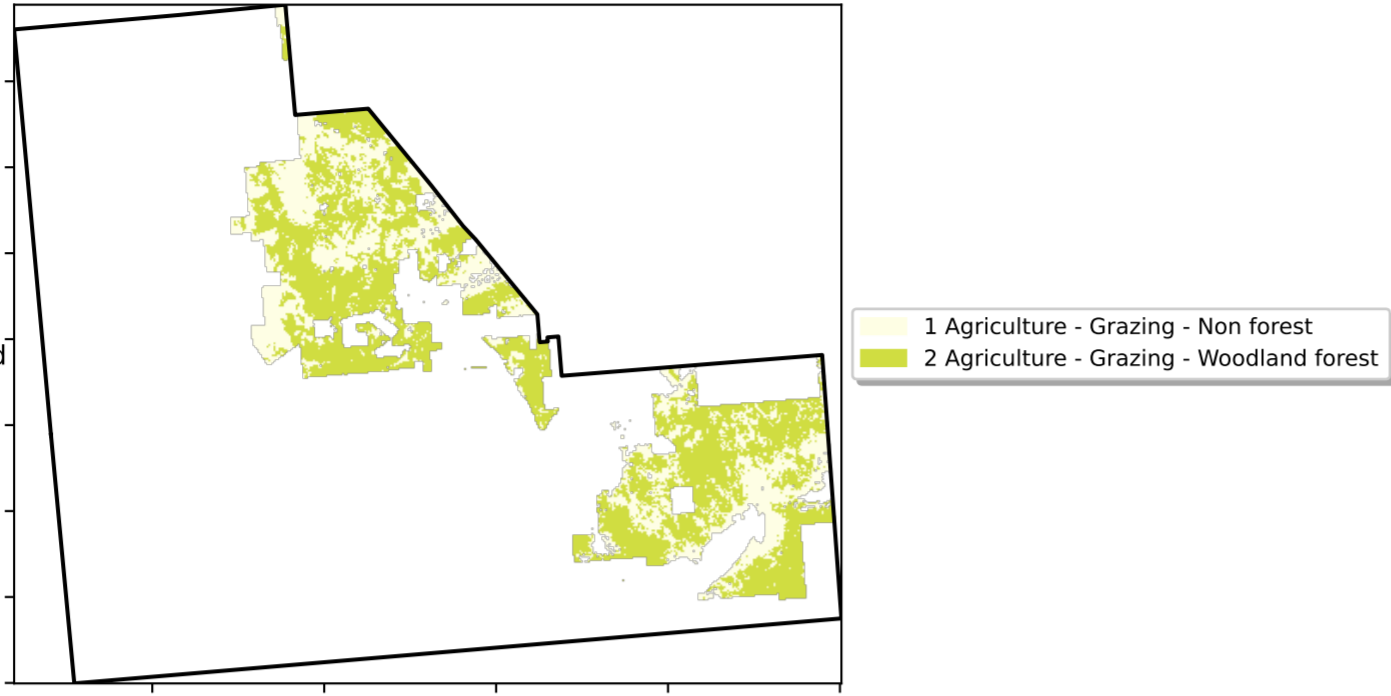 1 Agriculture - Grazing - Non forest
2 Agriculture - Grazing - Woodland forest